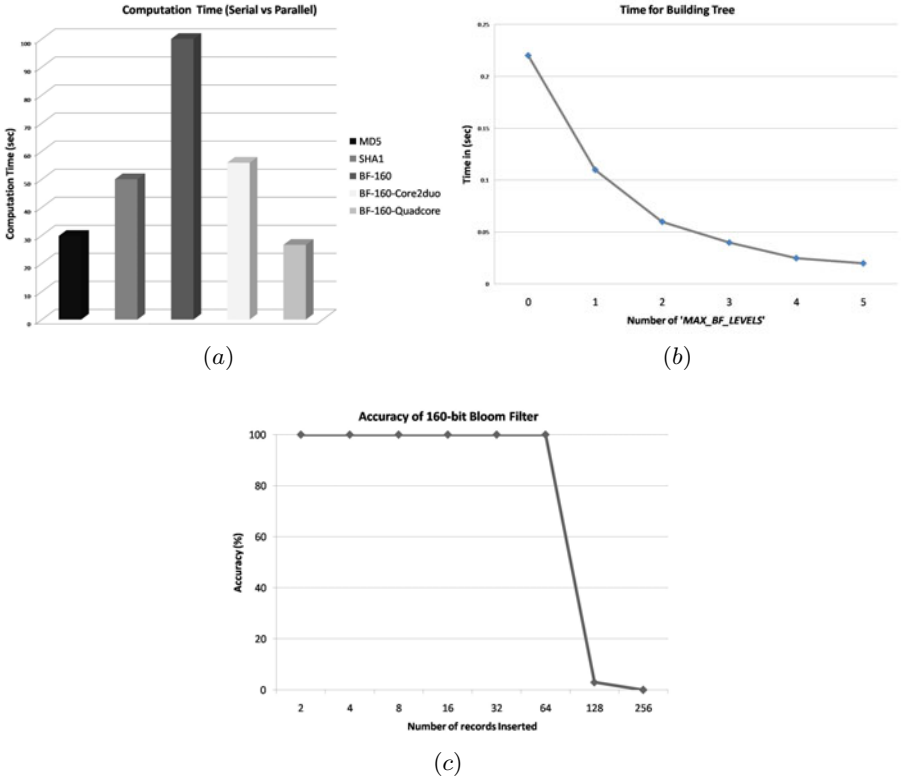 Computation Time (Serial vs Parallel)
Computation Time (sec)
100
90
80
70
60
50
40
30
20
10
0
MD5
SHA1
BF-160
BF-160-Core2duo
BF-160-Quadcore
(a)
Time for Building Tree
Time in (sec)
0.25
0.2
0.15
0.1
0.05
0
0 1 2 3 4 5
Number of 'MAX_BF_LEVELS'
(b)
Accuracy of 160-bit Bloom Filter
Accuracy (%)
100
80
60
40
20
0
2 4 8 16 32 64 128 256
Number of records Inserted
(c)